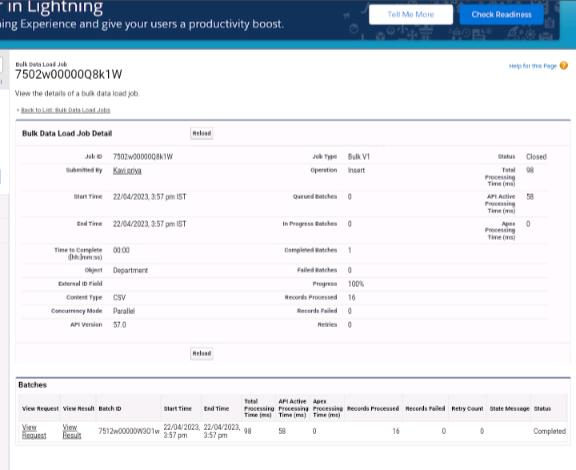 r in Lightning
ing Experience and give your users a productivity boost.
Tell Me More
Check Readiness
Bulk Data Load Job
7502w00000Q8k1W
Help for this Page
View the details of a bulk data load job.
« Back to List: Bulk Data Load Jobs
Bulk Data Load Job Detail
Reload
Job ID 7502w00000Q8k1W Job Type Bulk V1 Status Closed
Submitted By Kavi priya Operation Insert Total Processing Time (ms) 98
Start Time 22/04/2023, 3:57 pm IST Queued Batches 0 API Active Processing Time (ms) 58
End Time 22/04/2023, 3:57 pm IST In Progress Batches 0 Apex Processing Time (ms) 0
Time to Complete (hh:mm:ss) 00:00 Completed Batches 1
Object Department Failed Batches 0
External ID Field Progress 100%
Content Type CSV Records Processed 16
Concurrency Mode Parallel Records Failed 0
API Version 57.0 Retries 0
Reload
Batches
View Request View Result Batch ID Start Time End Time Total Processing Time (ms) API Active Processing Time (ms) Apex Processing Time (ms) Records Processed Records Failed Retry Count State Message Status
View Request View Result 7512w00000W3O1w 22/04/2023, 3:57 pm 22/04/2023, 3:57 pm 98 58 0 16 0 0 Completed